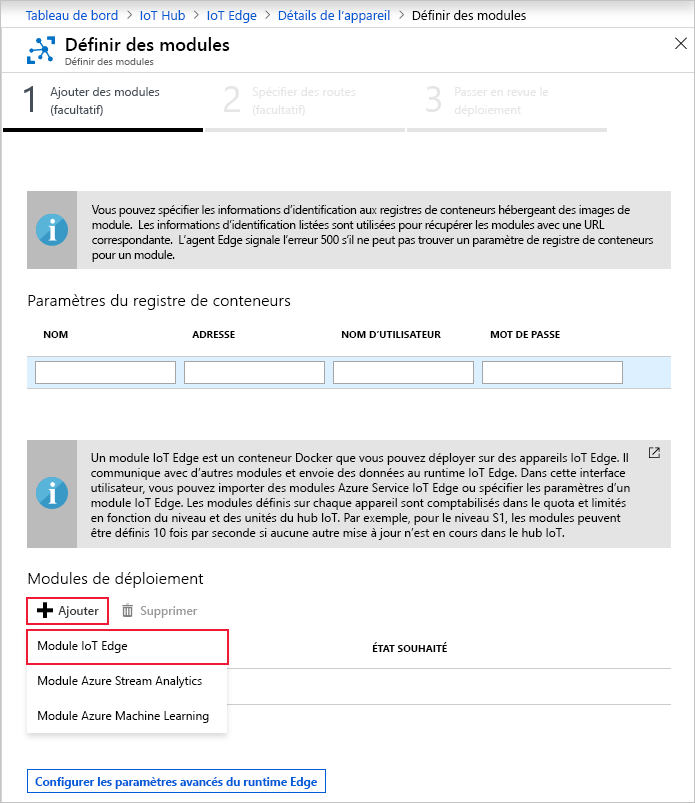 Tableau de bord > IoT Hub > IoT Edge > Détails de l'appareil > Définir des modules
Définir des modules
Définir des modules
1 Ajouter des modules
(facultatif)
2 Spécifier des routes
(facultatif)
3 Passer en revue le
déploiement
Vous pouvez spécifier les informations d'identification aux registres de conteneurs hébergeant des images de
module. Les informations d'identification listées sont utilisées pour récupérer les modules avec une URL
correspondante. L'agent Edge signale l'erreur 500 s'il ne peut pas trouver un paramètre de registre de conteneurs
pour un module.
Paramètres du registre de conteneurs
NOM ADRESSE NOM D'UTILISATEUR MOT DE PASSE
Un module IoT Edge est un conteneur Docker que vous pouvez déployer sur des appareils IoT Edge. Il
communique avec d'autres modules et envoie des données au runtime IoT Edge. Dans cette interface
utilisateur, vous pouvez importer des modules Azure Service IoT Edge ou spécifier les paramètres d'un
module IoT Edge. Les modules définis sur chaque appareil sont comptabilisés dans le quota et limités
en fonction du niveau et des unités du hub IoT. Par exemple, pour le niveau S1, les modules peuvent
être définis 10 fois par seconde si aucune autre mise à jour n'est en cours dans le hub IoT.
Modules de déploiement
Ajouter Supprimer
Module IoT Edge
ÉTAT SOUHAITÉ
Module Azure Stream Analytics
Module Azure Machine Learning
Configurer les paramètres avancés du runtime Edge